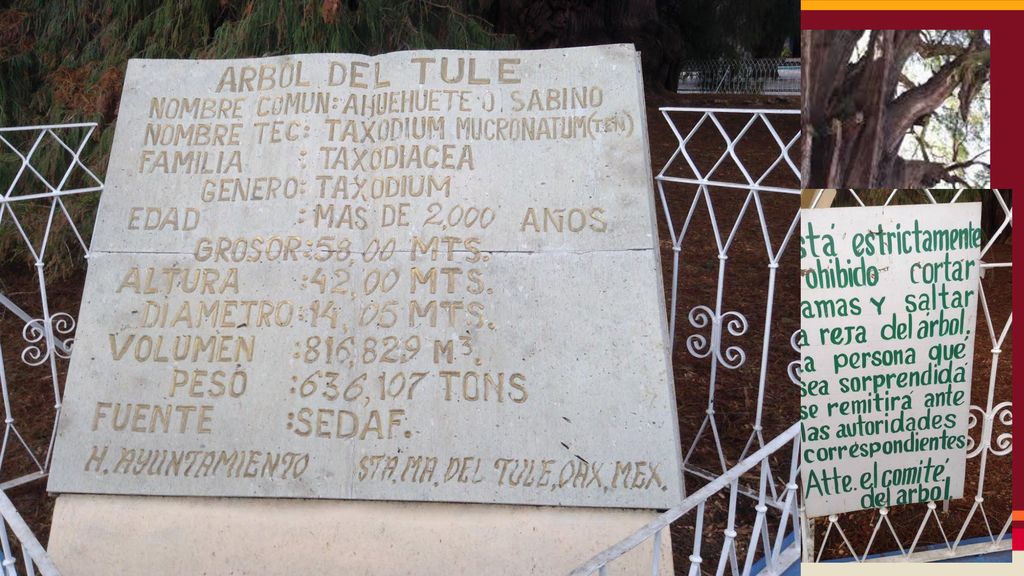 ARBOL DEL TULE
NOMBRE COMUN: AHUEHUETE O. SABINO
NOMBRE TEC: TAXODIUM MUCRONATUM (TEN)
FAMILIA : TAXODIACEA
GENERO: TAXODIUM
EDAD : MAS DE 2,000 AÑOS
GROSOR: 58,00 MTS.
ALTURA : 42,00 MTS.
DIAMETRO: 14,05 MTS.
VOLUMEN : 816,829 M³.
PESO : 636,107 TONS
FUENTE : SEDAF.
H. AYUNTAMIENTO STA. MA. DEL TULE, OAX, MEX.
stá estrictamente
ohibido cortar
amas y saltar
a reja del árbol.
a persona que
sea sorprendida
se remitirá ante
las autoridades
correspondientes
Atte. el comité
del arbol.